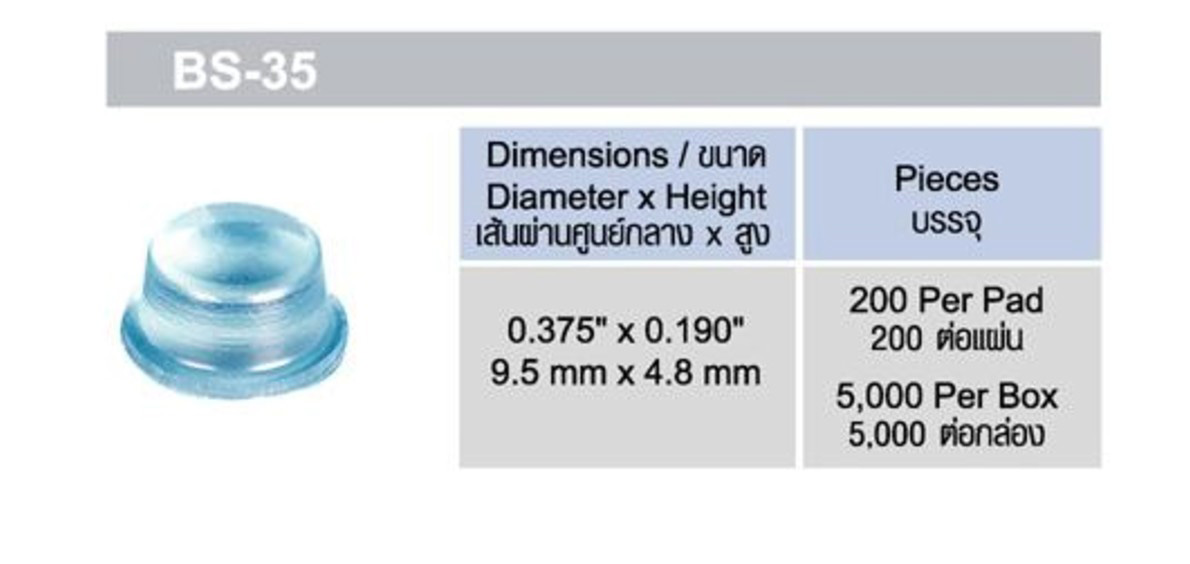 BS-35
Dimensions / ขนาด
Diameter x Height
เส้นผ่านศูนย์กลาง x สูง
Pieces
บรรจุ
0.375" x 0.190"
9.5 mm x 4.8 mm
200 Per Pad
200 ต่อแผ่น
5,000 Per Box
5,000 ต่อกล่อง